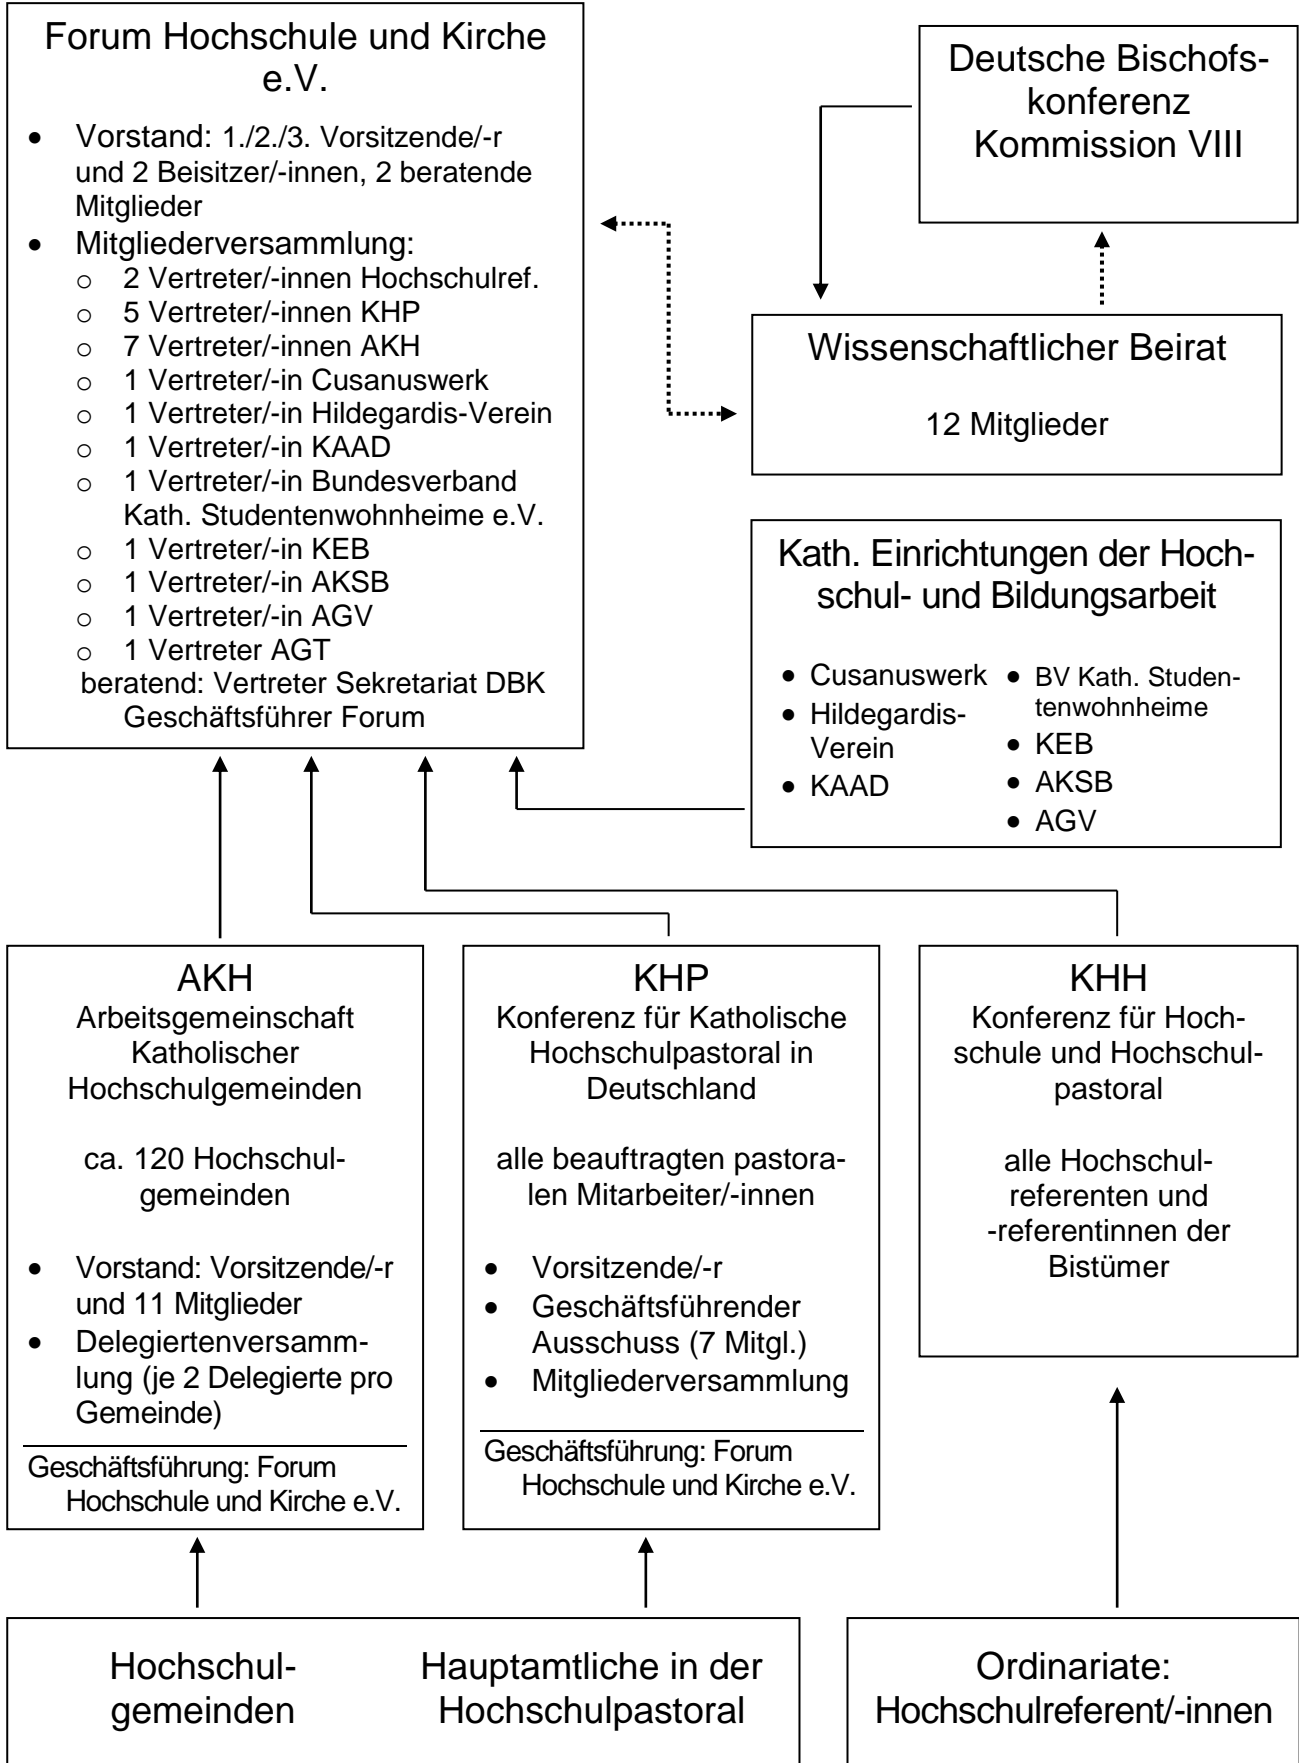 Forum Hochschule und Kirche
e.V.
• Vorstand: 1./2./3. Vorsitzende/-r
und 2 Beisitzer/-innen, 2 beratende
Mitglieder
• Mitgliederversammlung:
o 2 Vertreter/-innen Hochschulref.
o 5 Vertreter/-innen KHP
o 7 Vertreter/-innen AKH
o 1 Vertreter/-in Cusanuswerk
o 1 Vertreter/-in Hildegardis-Verein
o 1 Vertreter/-in KAAD
o 1 Vertreter/-in Bundesverband
Kath. Studentenwohnheime e.V.
o 1 Vertreter/-in KEB
o 1 Vertreter/-in AKSB
o 1 Vertreter/-in AGV
o 1 Vertreter AGT
beratend: Vertreter Sekretariat DBK
Geschäftsführer Forum
Deutsche Bischofs-
konferenz
Kommission VIII
Wissenschaftlicher Beirat
12 Mitglieder
Kath. Einrichtungen der Hoch-
schul- und Bildungsarbeit
• Cusanuswerk
• Hildegardis-
Verein
• KAAD
• BV Kath. Studen-
tenwohnheime
• KEB
• AKSB
• AGV
AKH
Arbeitsgemeinschaft
Katholischer
Hochschulgemeinden
ca. 120 Hochschul-
gemeinden
• Vorstand: Vorsitzende/-r
und 11 Mitglieder
• Delegiertenversamm-
lung (je 2 Delegierte pro
Gemeinde)
Geschäftsführung: Forum
Hochschule und Kirche e.V.
KHP
Konferenz für Katholische
Hochschulpastoral in
Deutschland
alle beauftragten pastora-
len Mitarbeiter/-innen
• Vorsitzende/-r
• Geschäftsführender
Ausschuss (7 Mitgl.)
• Mitgliederversammlung
Geschäftsführung: Forum
Hochschule und Kirche e.V.
KHH
Konferenz für Hoch-
schule und Hochschul-
pastoral
alle Hochschul-
referenten und
-referentinnen der
Bistümer
Hochschul-
gemeinden
Hauptamtliche in der
Hochschulpastoral
Ordinariate:
Hochschulreferent/-innen